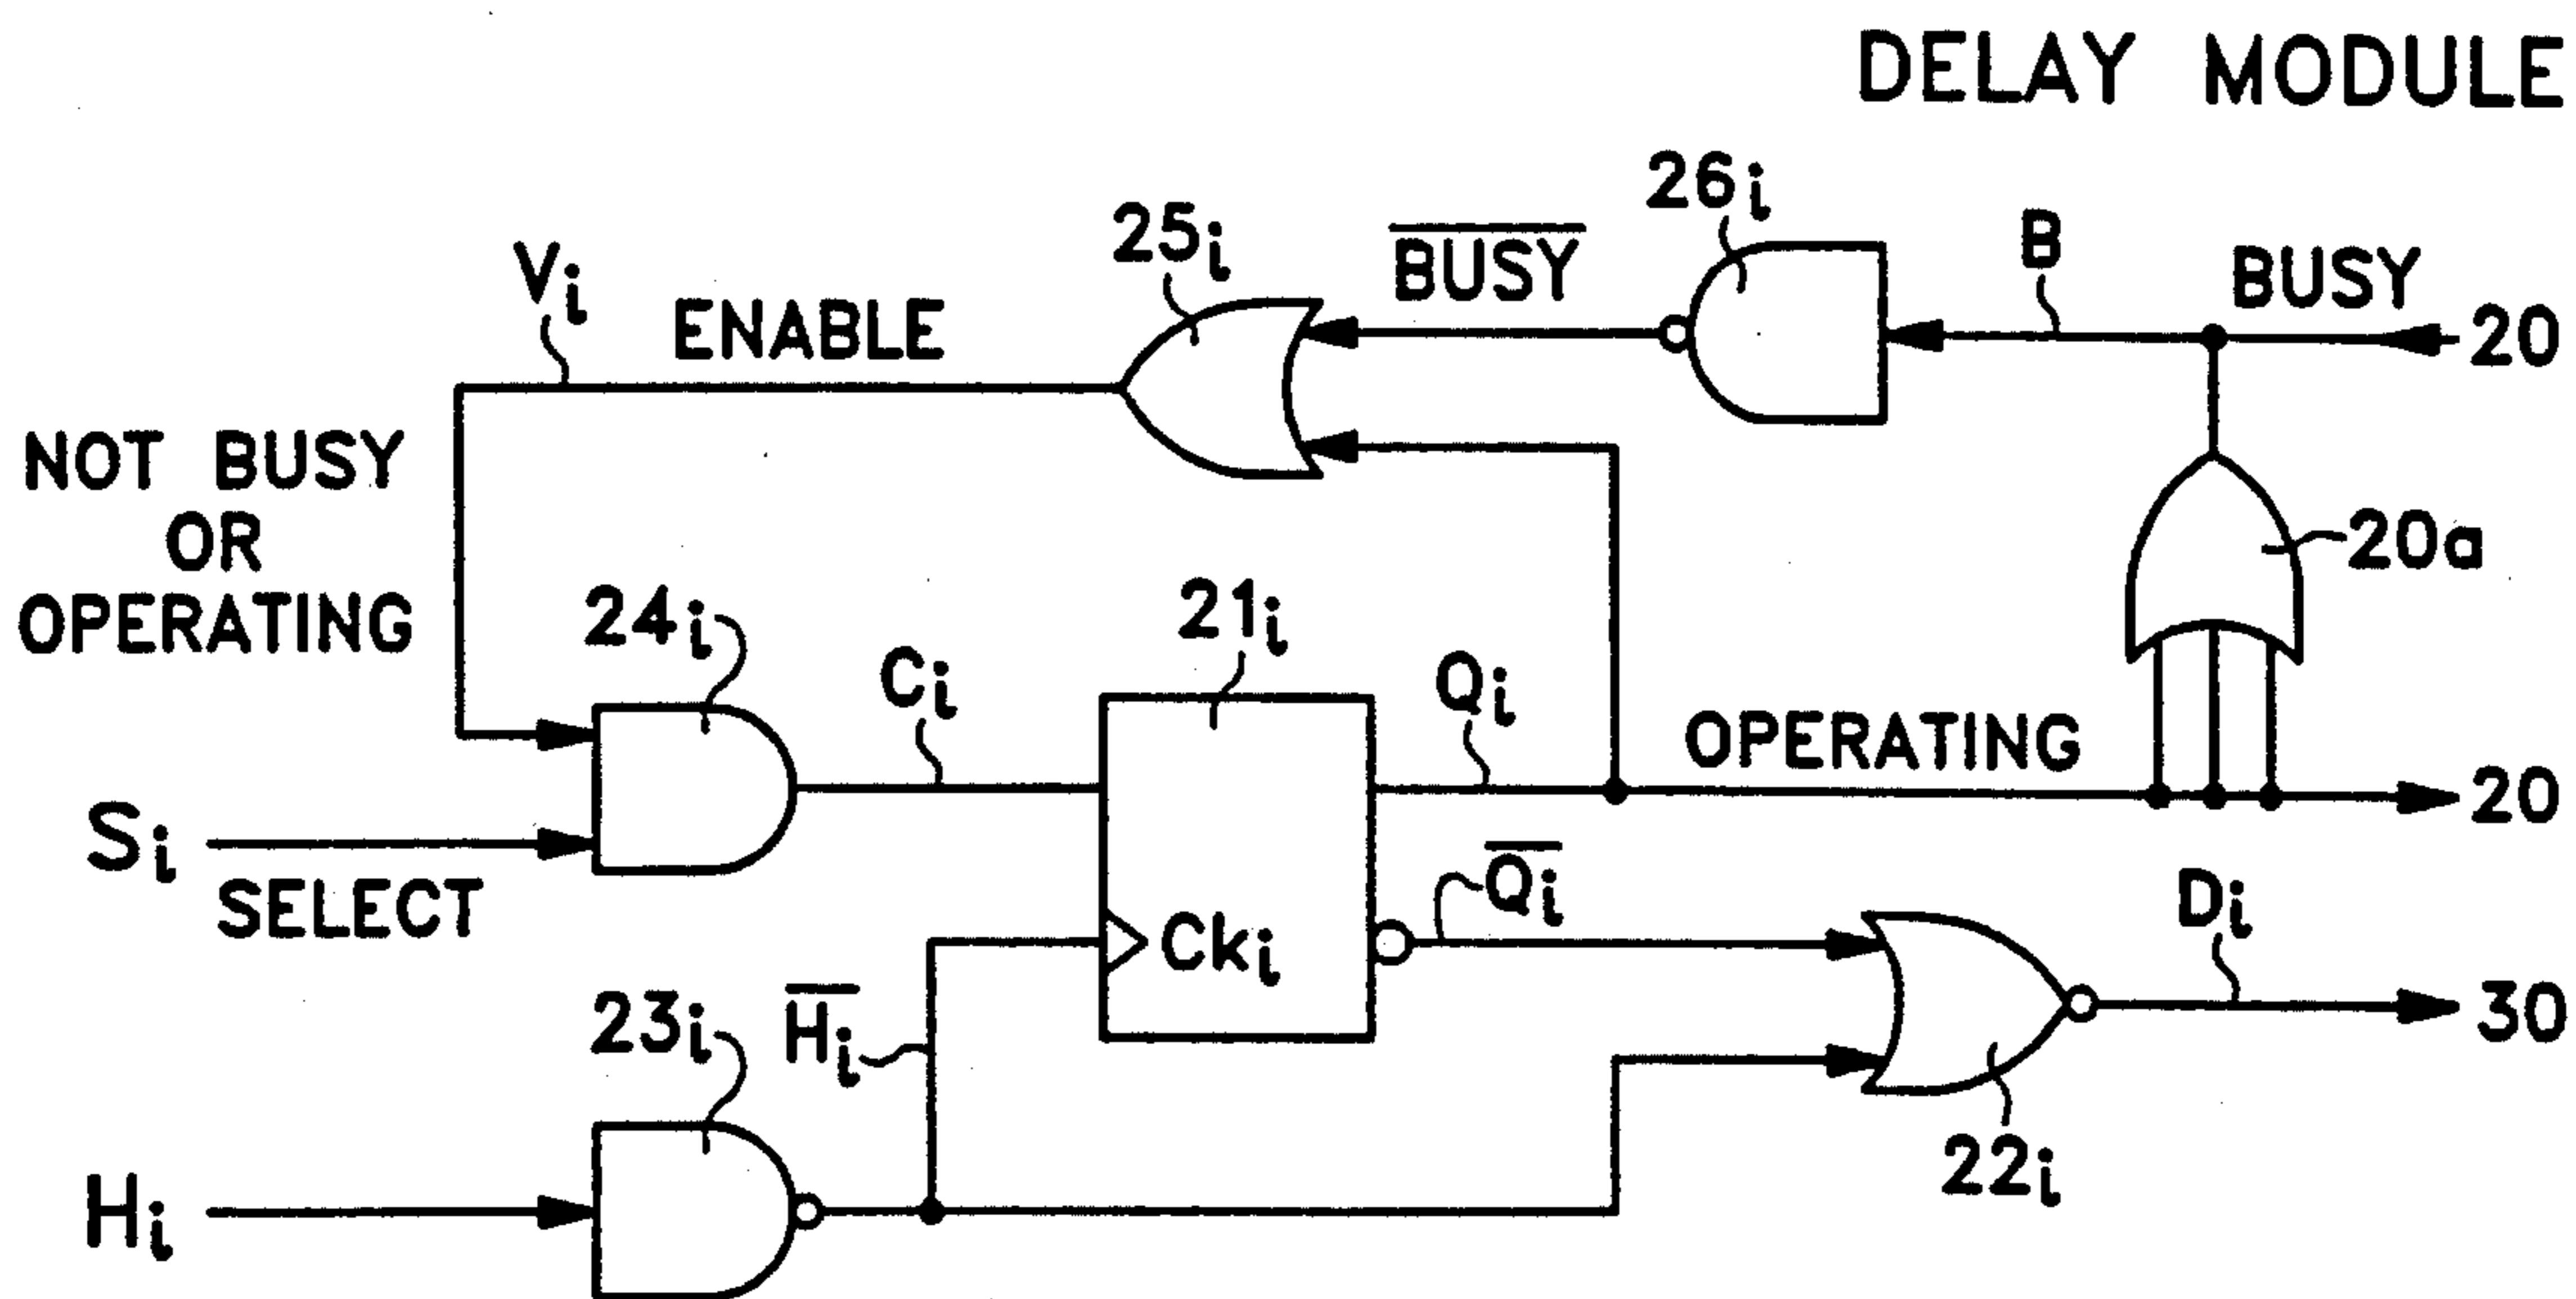 DELAY MODULE
26i
25i
BUSY
B
BUSY
Vi
ENABLE
20
NOT BUSY
OR
OPERATING
20a
24i
21i
Ci
Qi
OPERATING
Si
20
SELECT
Qi
Di
Cki
23i
Hi
30
22i
Hi